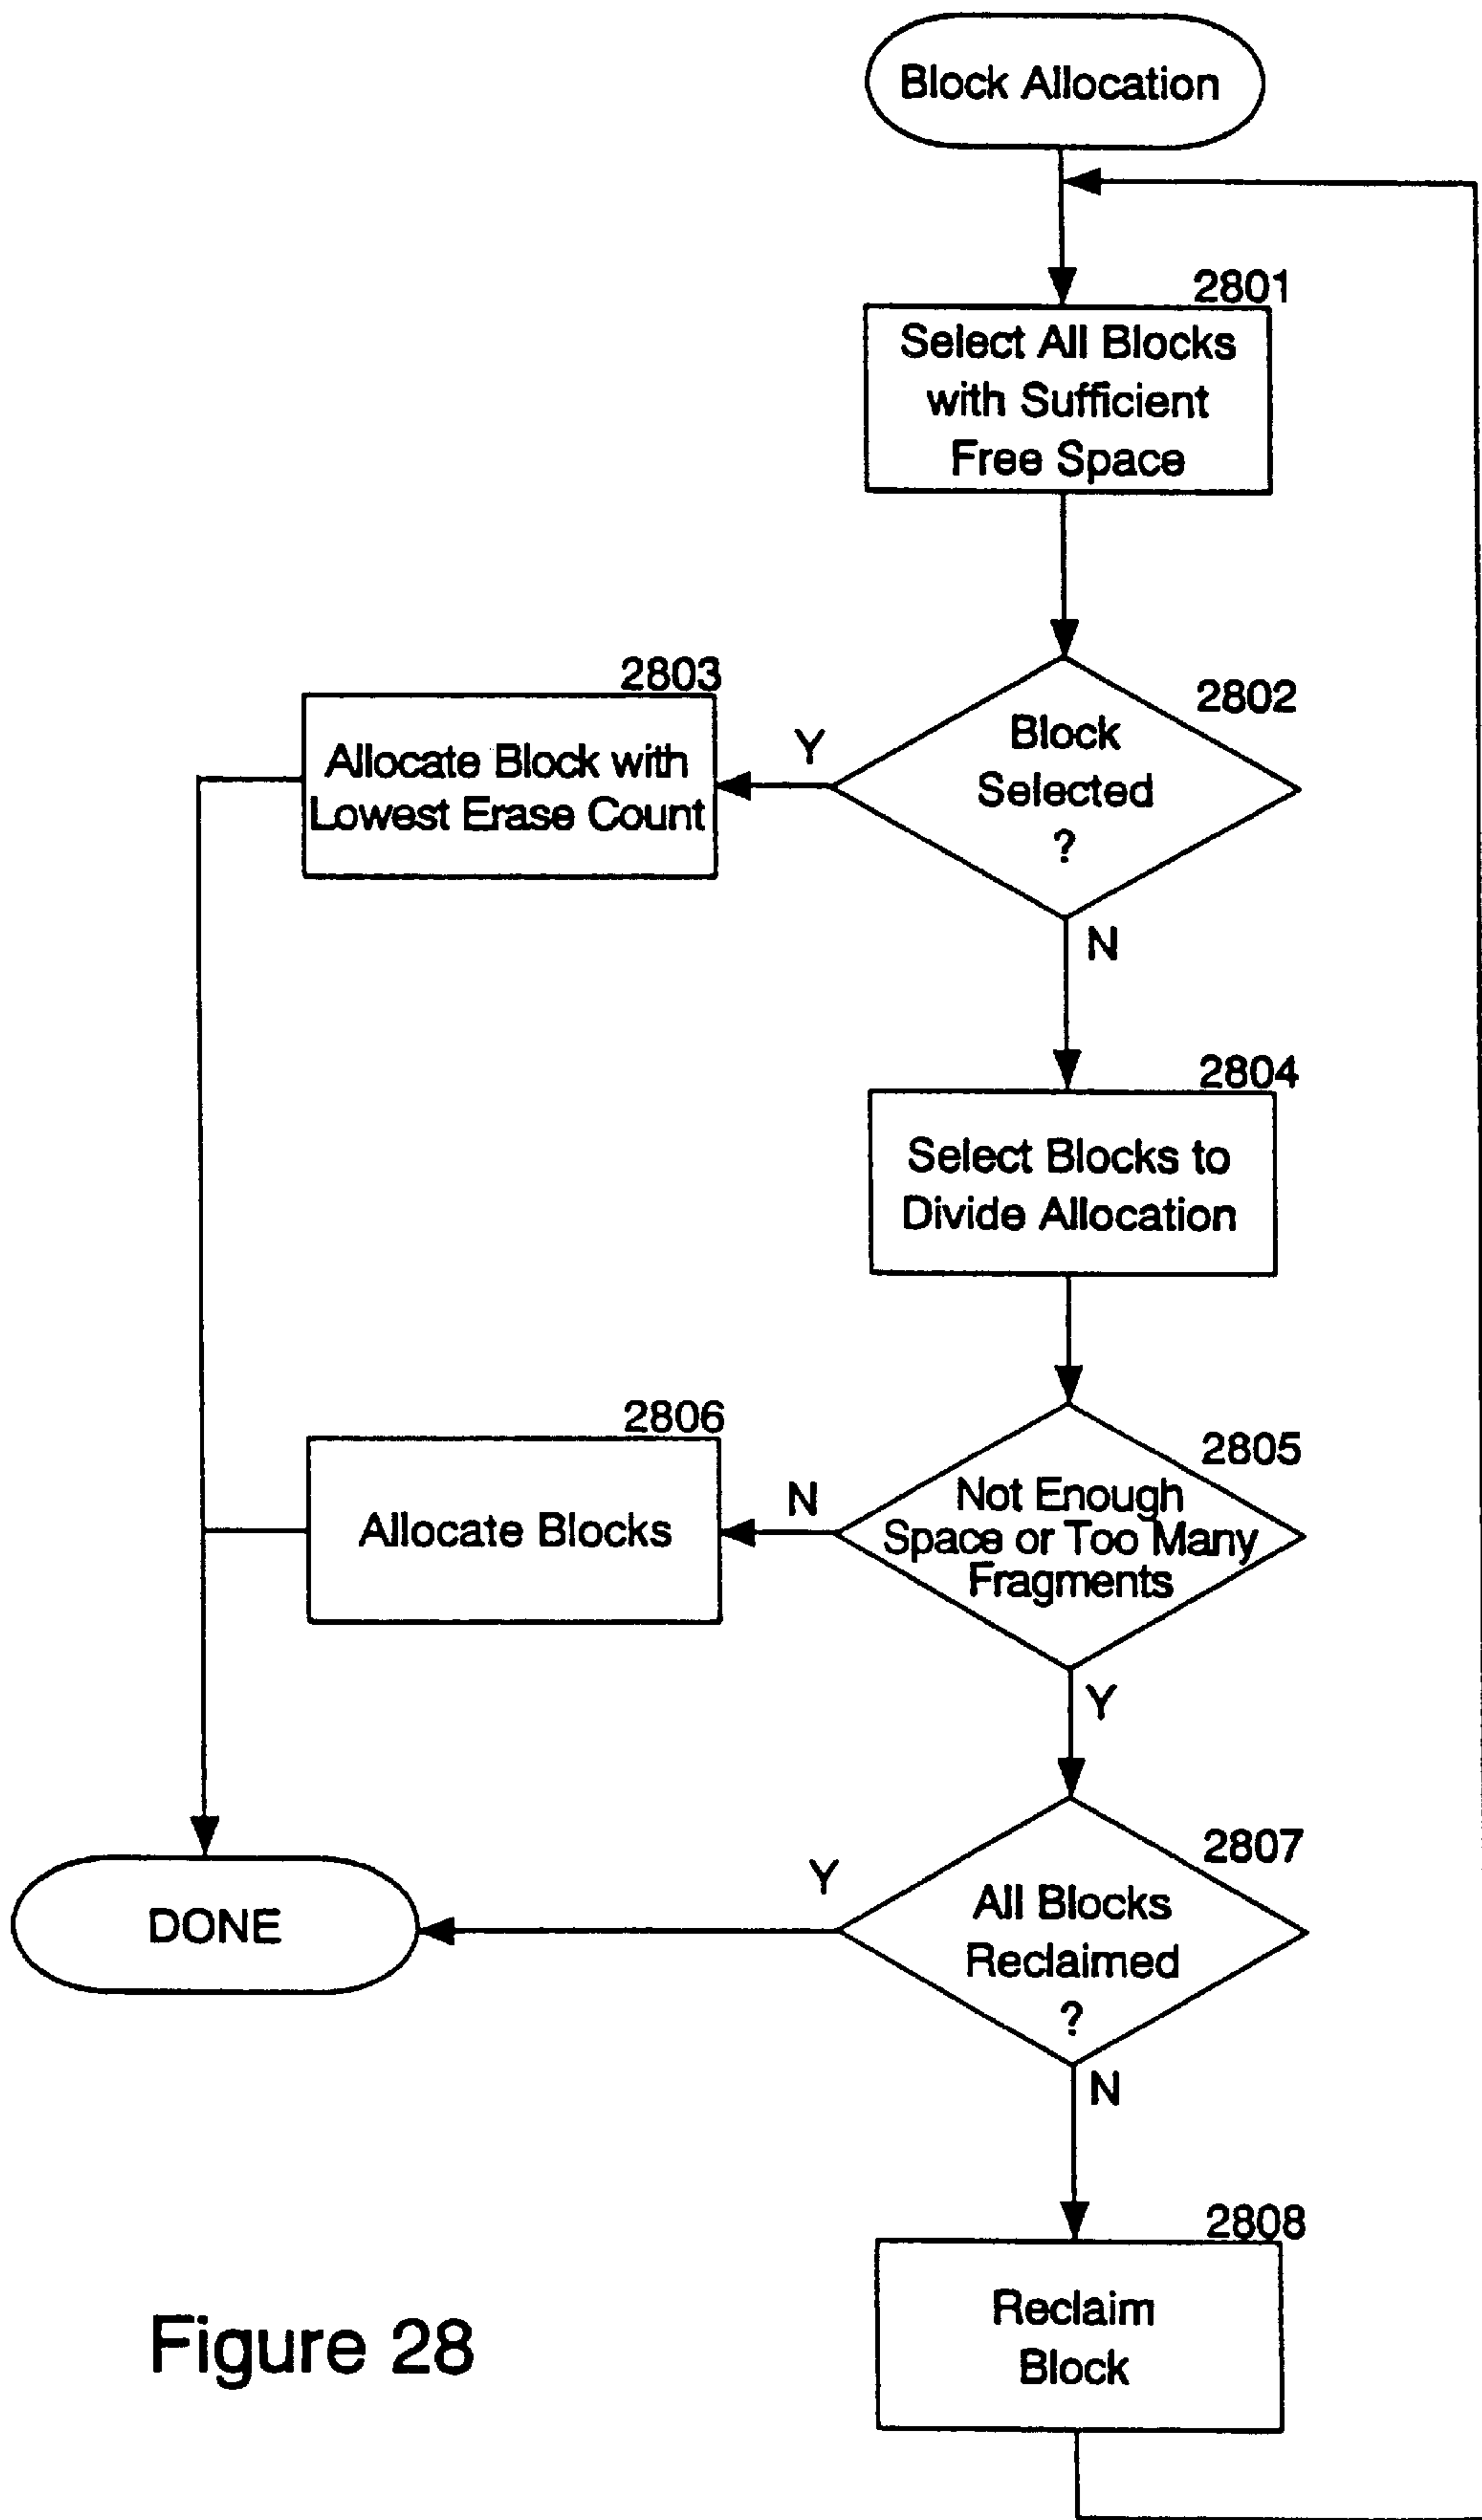 Block Allocation
2801
Select All Blocks
with Sufficient
Free Space
2802
Block
Selected
?
Y
2803
Allocate Block with
Lowest Erase Count
N
2804
Select Blocks to
Divide Allocation
2805
Not Enough
Space or Too Many
Fragments
N
2806
Allocate Blocks
Y
2807
All Blocks
Reclaimed
?
Y
DONE
N
2808
Reclaim
Block
Figure 28